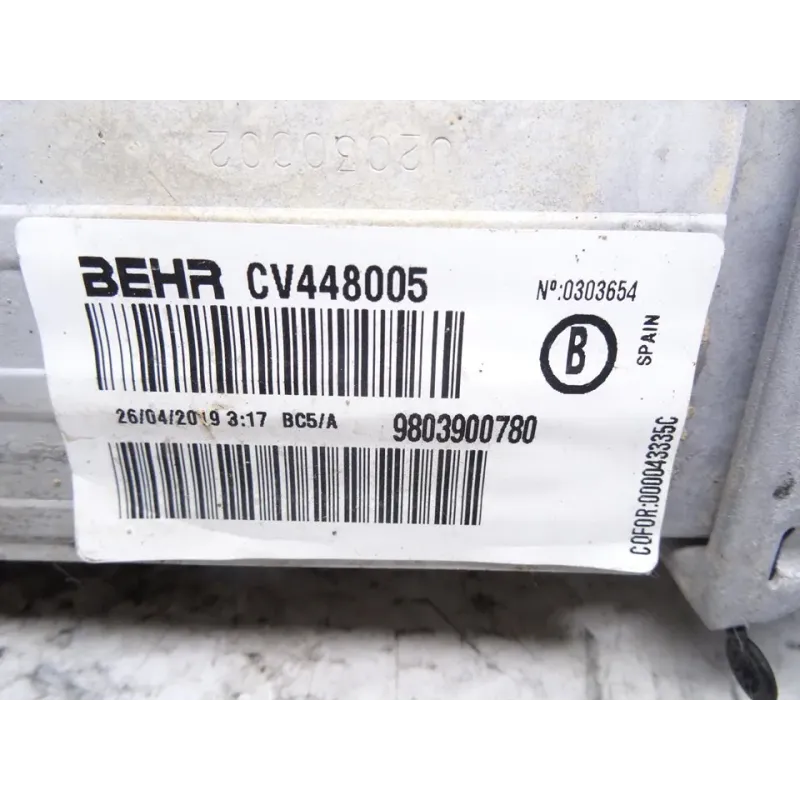 BEHR CV448005
Nº:0303654
B
SPAIN
26/04/2019 3:17 BC5/A
9803900780
COFOR:000043335C